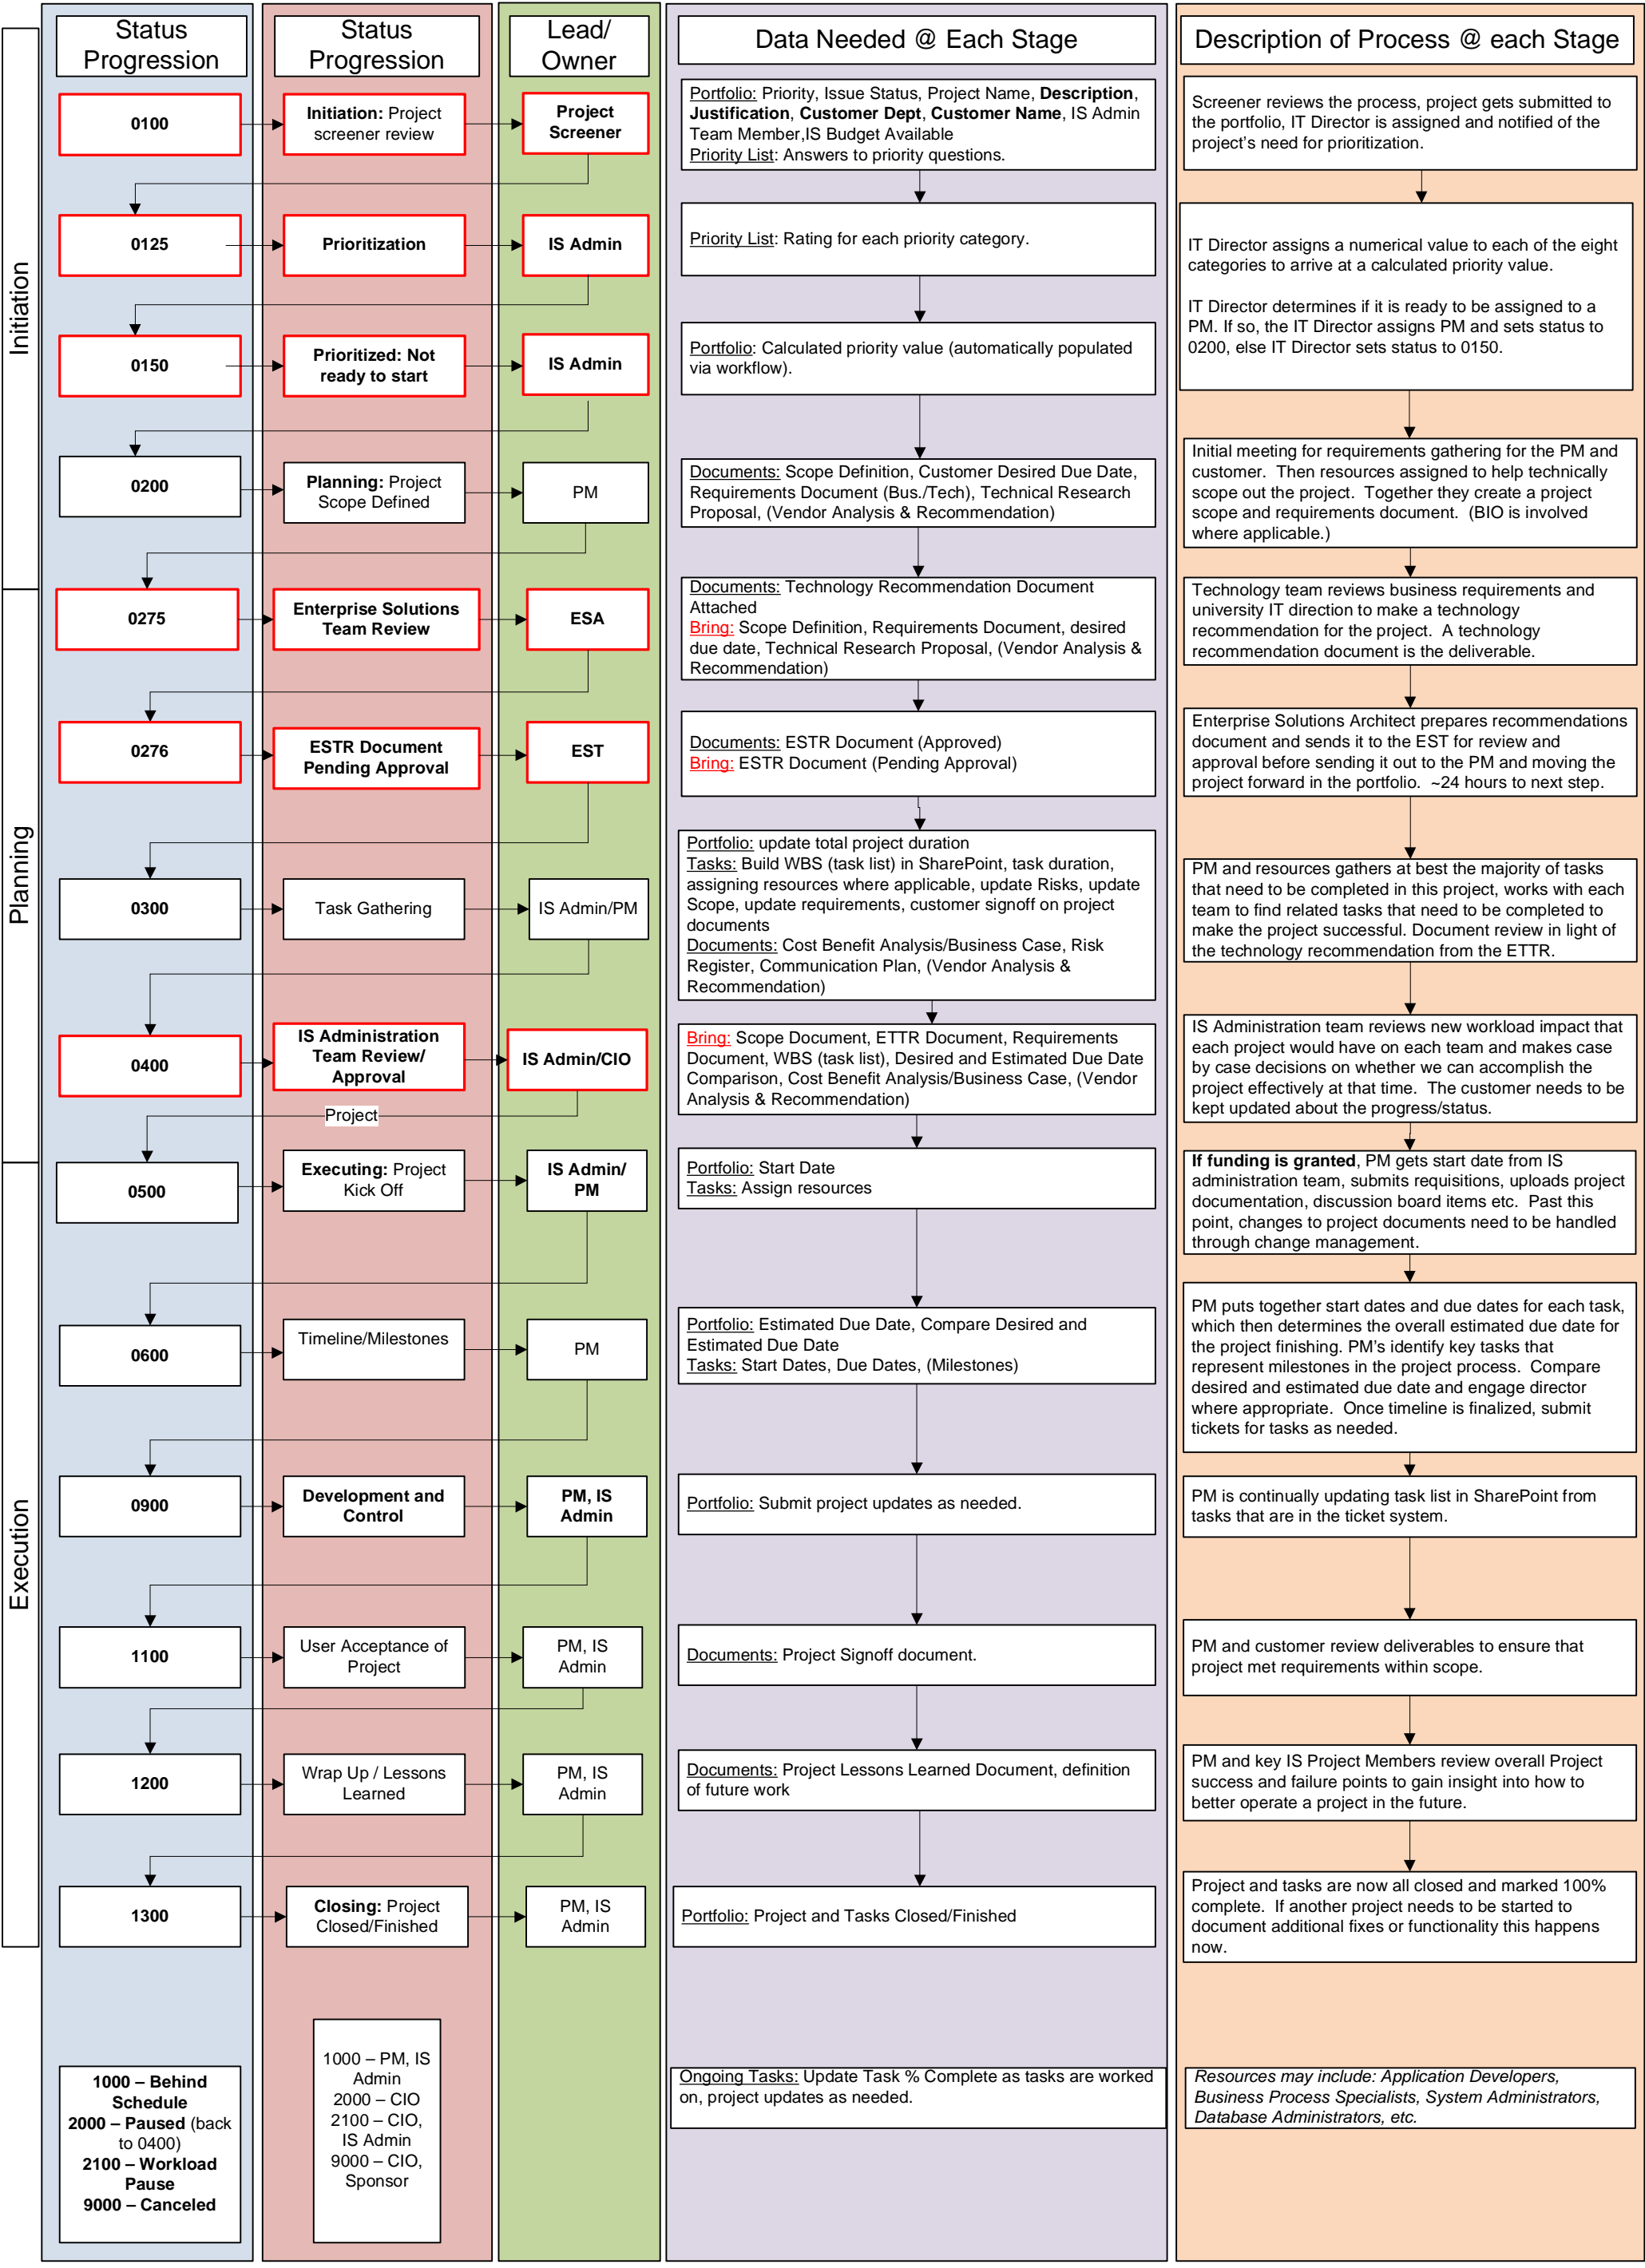 Status
Progression
Status
Progression
Lead/
Owner
Data Needed @ Each Stage
Description of Process @ each Stage
Initiation
0100
Initiation: Project
screener review
Project
Screener
Portfolio: Priority, Issue Status, Project Name, Description,
Justification, Customer Dept, Customer Name, IS Admin
Team Member,IS Budget Available
Priority List: Answers to priority questions.
Screener reviews the process, project gets submitted to
the portfolio, IT Director is assigned and notified of the
project’s need for prioritization.
0125
Prioritization
IS Admin
Priority List: Rating for each priority category.
IT Director assigns a numerical value to each of the eight
categories to arrive at a calculated priority value.
IT Director determines if it is ready to be assigned to a
PM. If so, the IT Director assigns PM and sets status to
0200, else IT Director sets status to 0150.
0150
Prioritized: Not
ready to start
IS Admin
Portfolio: Calculated priority value (automatically populated
via workflow).
0200
Planning: Project
Scope Defined
PM
Documents: Scope Definition, Customer Desired Due Date,
Requirements Document (Bus./Tech), Technical Research
Proposal, (Vendor Analysis & Recommendation)
Initial meeting for requirements gathering for the PM and
customer.  Then resources assigned to help technically
scope out the project.  Together they create a project
scope and requirements document.  (BIO is involved
where applicable.)
Planning
0275
Enterprise Solutions
Team Review
ESA
Documents: Technology Recommendation Document
Attached
Bring: Scope Definition, Requirements Document, desired
due date, Technical Research Proposal, (Vendor Analysis &
Recommendation)
Technology team reviews business requirements and
university IT direction to make a technology
recommendation for the project.  A technology
recommendation document is the deliverable.
0276
ESTR Document
Pending Approval
EST
Documents: ESTR Document (Approved)
Bring: ESTR Document (Pending Approval)
Enterprise Solutions Architect prepares recommendations
document and sends it to the EST for review and
approval before sending it out to the PM and moving the
project forward in the portfolio.  ~24 hours to next step.
0300
Task Gathering
IS Admin/PM
Portfolio: update total project duration
Tasks: Build WBS (task list) in SharePoint, task duration,
assigning resources where applicable, update Risks, update
Scope, update requirements, customer signoff on project
documents
Documents: Cost Benefit Analysis/Business Case, Risk
Register, Communication Plan, (Vendor Analysis &
Recommendation)
PM and resources gathers at best the majority of tasks
that need to be completed in this project, works with each
team to find related tasks that need to be completed to
make the project successful. Document review in light of
the technology recommendation from the ETTR.
0400
IS Administration
Team Review/
Approval
IS Admin/CIO
Bring: Scope Document, ETTR Document, Requirements
Document, WBS (task list), Desired and Estimated Due Date
Comparison, Cost Benefit Analysis/Business Case, (Vendor
Analysis & Recommendation)
IS Administration team reviews new workload impact that
each project would have on each team and makes case
by case decisions on whether we can accomplish the
project effectively at that time.  The customer needs to be
kept updated about the progress/status.
Project
Execution
0500
Executing: Project
Kick Off
IS Admin/
PM
Portfolio: Start Date
Tasks: Assign resources
If funding is granted, PM gets start date from IS
administration team, submits requisitions, uploads project
documentation, discussion board items etc.  Past this
point, changes to project documents need to be handled
through change management.
0600
Timeline/Milestones
PM
Portfolio: Estimated Due Date, Compare Desired and
Estimated Due Date
Tasks: Start Dates, Due Dates, (Milestones)
PM puts together start dates and due dates for each task,
which then determines the overall estimated due date for
the project finishing. PM’s identify key tasks that
represent milestones in the project process.  Compare
desired and estimated due date and engage director
where appropriate.  Once timeline is finalized, submit
tickets for tasks as needed.
0900
Development and
Control
PM, IS
Admin
Portfolio: Submit project updates as needed.
PM is continually updating task list in SharePoint from
tasks that are in the ticket system.
1100
User Acceptance of
Project
PM, IS
Admin
Documents: Project Signoff document.
PM and customer review deliverables to ensure that
project met requirements within scope.
1200
Wrap Up / Lessons
Learned
PM, IS
Admin
Documents: Project Lessons Learned Document, definition
of future work
PM and key IS Project Members review overall Project
success and failure points to gain insight into how to
better operate a project in the future.
1300
Closing: Project
Closed/Finished
PM, IS
Admin
Portfolio: Project and Tasks Closed/Finished
Project and tasks are now all closed and marked 100%
complete.  If another project needs to be started to
document additional fixes or functionality this happens
now.
1000 – Behind
Schedule
2000 – Paused (back
to 0400)
2100 – Workload
Pause
9000 – Canceled
1000 – PM, IS
Admin
2000 – CIO
2100 – CIO,
IS Admin
9000 – CIO,
Sponsor
Ongoing Tasks: Update Task % Complete as tasks are worked
on, project updates as needed.
Resources may include: Application Developers,
Business Process Specialists, System Administrators,
Database Administrators, etc.